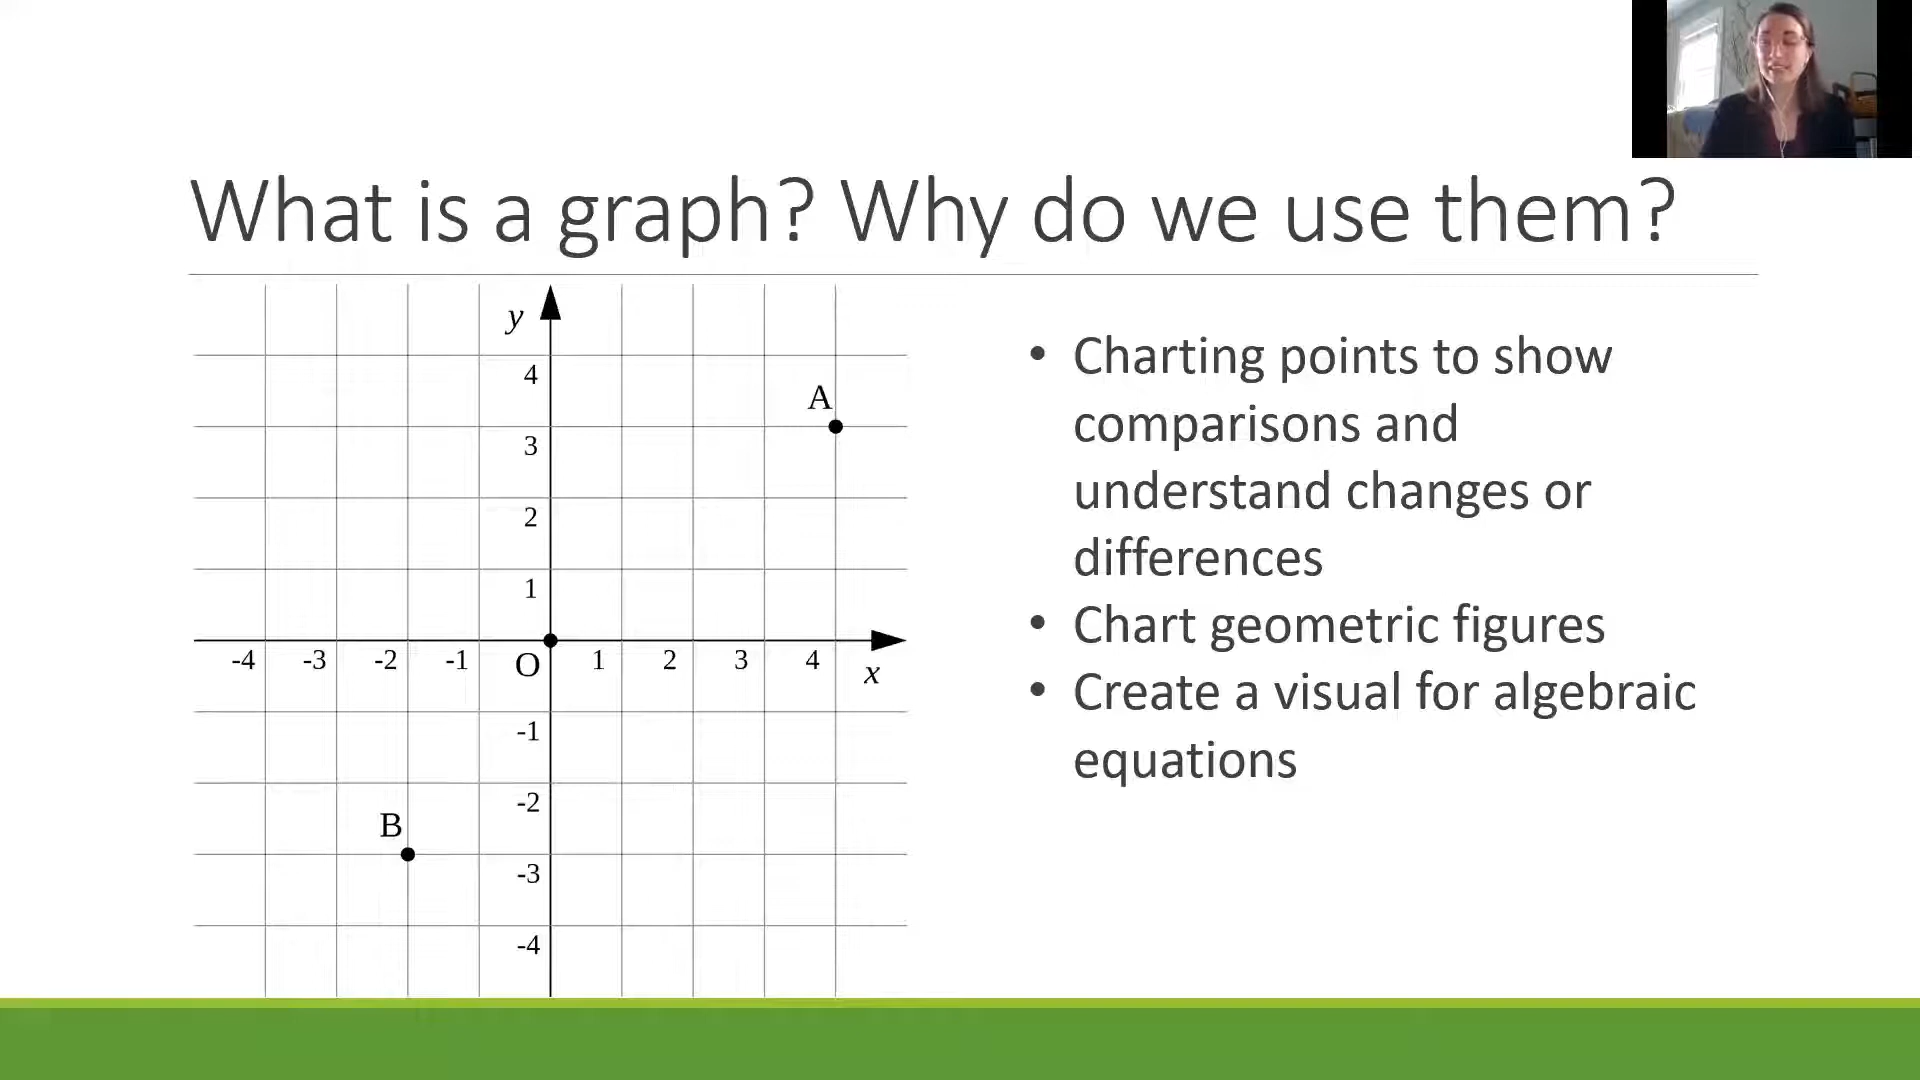 What is a graph? Why do we use them?
y
4
A
3
2
1
-4 -3 -2 -1 O 1 2 3 4 x
-1
-2
B
-3
-4
• Charting points to show
comparisons and
understand changes or
differences
• Chart geometric figures
• Create a visual for algebraic
equations